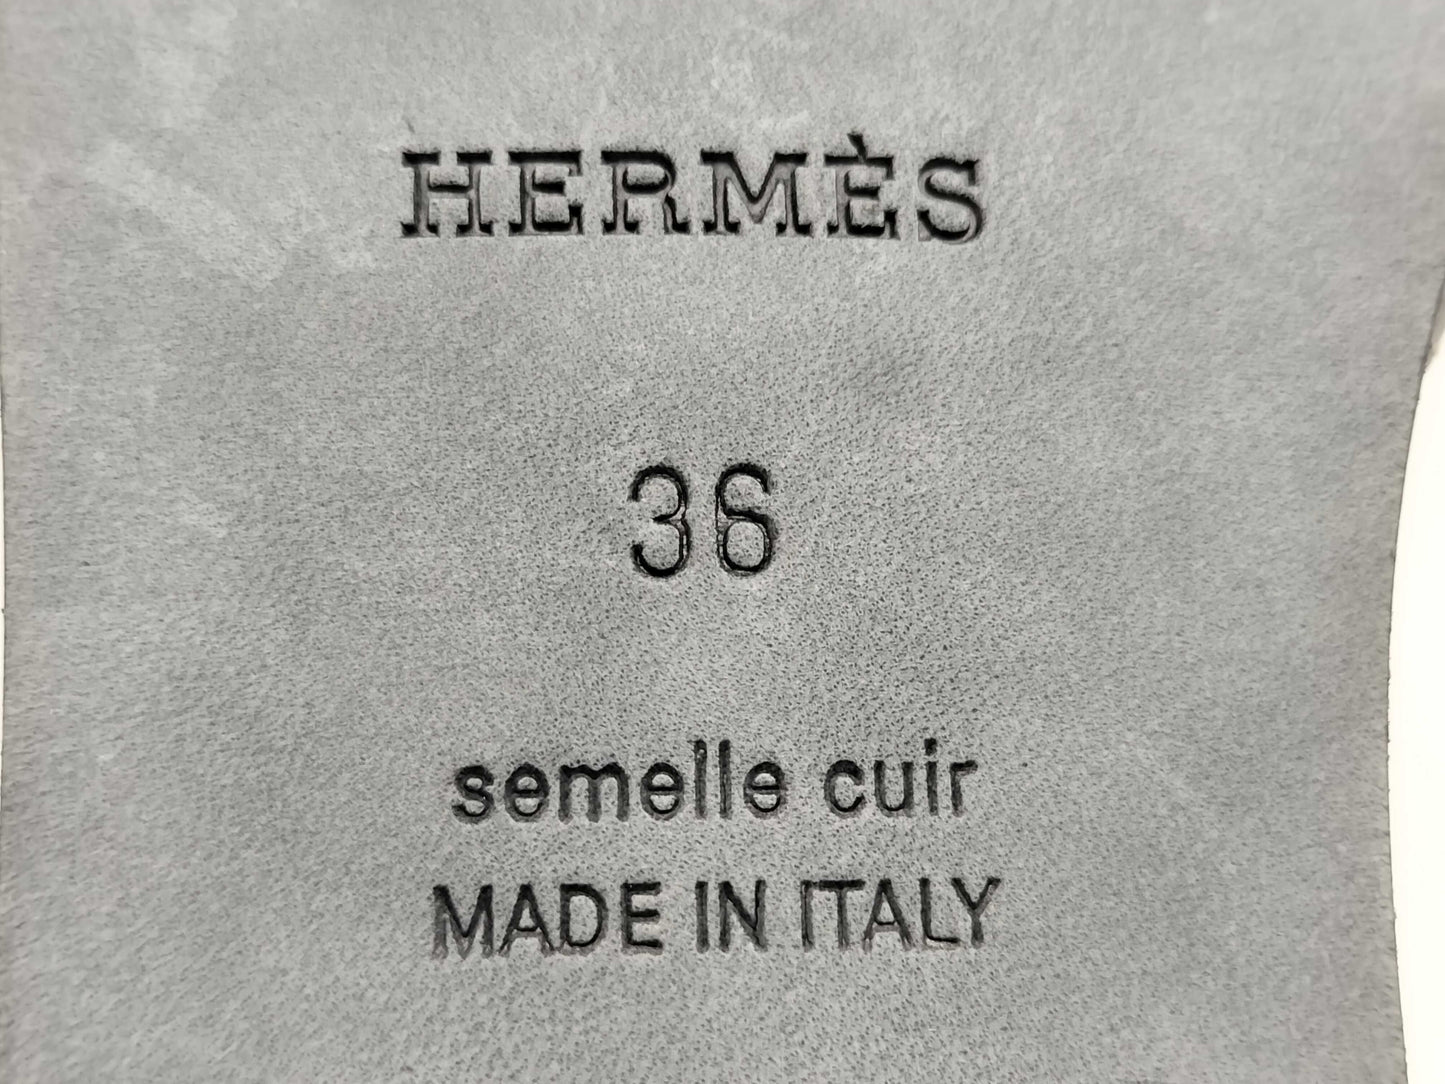 HERMÈS
36
semelle cuir
MADE IN ITALY